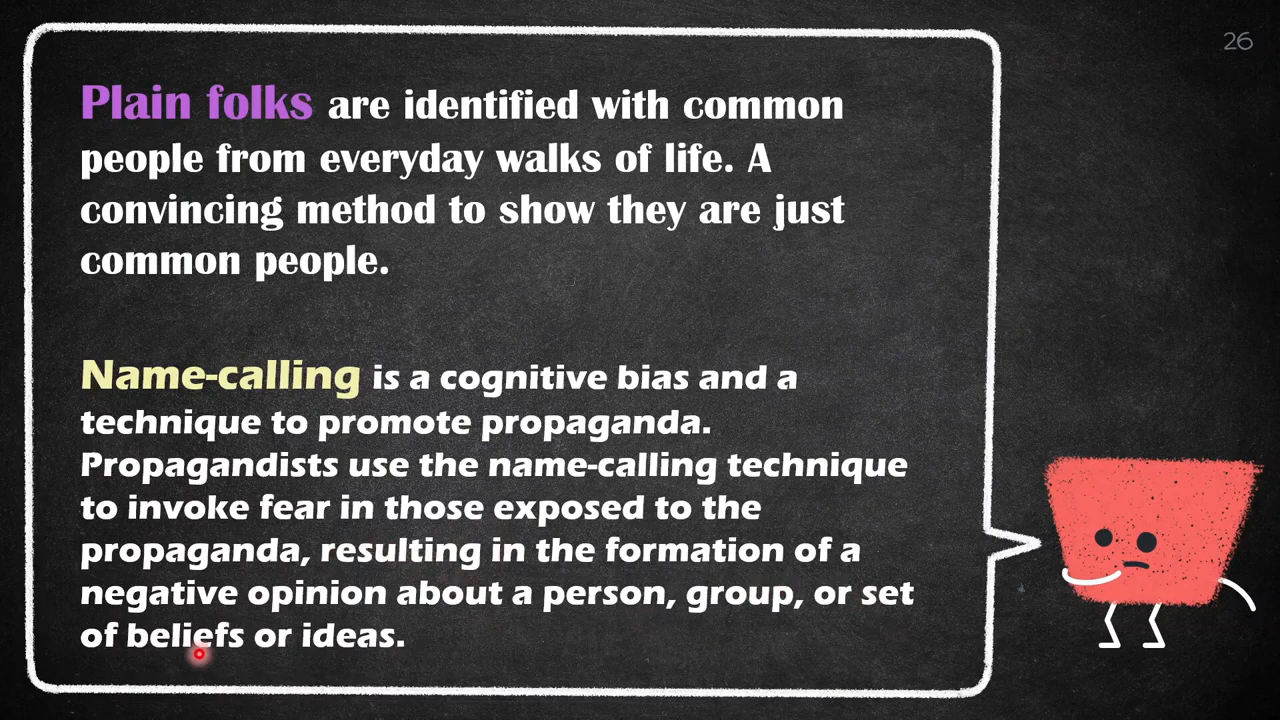 26
Plain folks are identified with common
people from everyday walks of life. A
convincing method to show they are just
common people.
Name-calling is a cognitive bias and a
technique to promote propaganda.
Propagandists use the name-calling technique
to invoke fear in those exposed to the
propaganda, resulting in the formation of a
negative opinion about a person, group, or set
of beliefs or ideas.